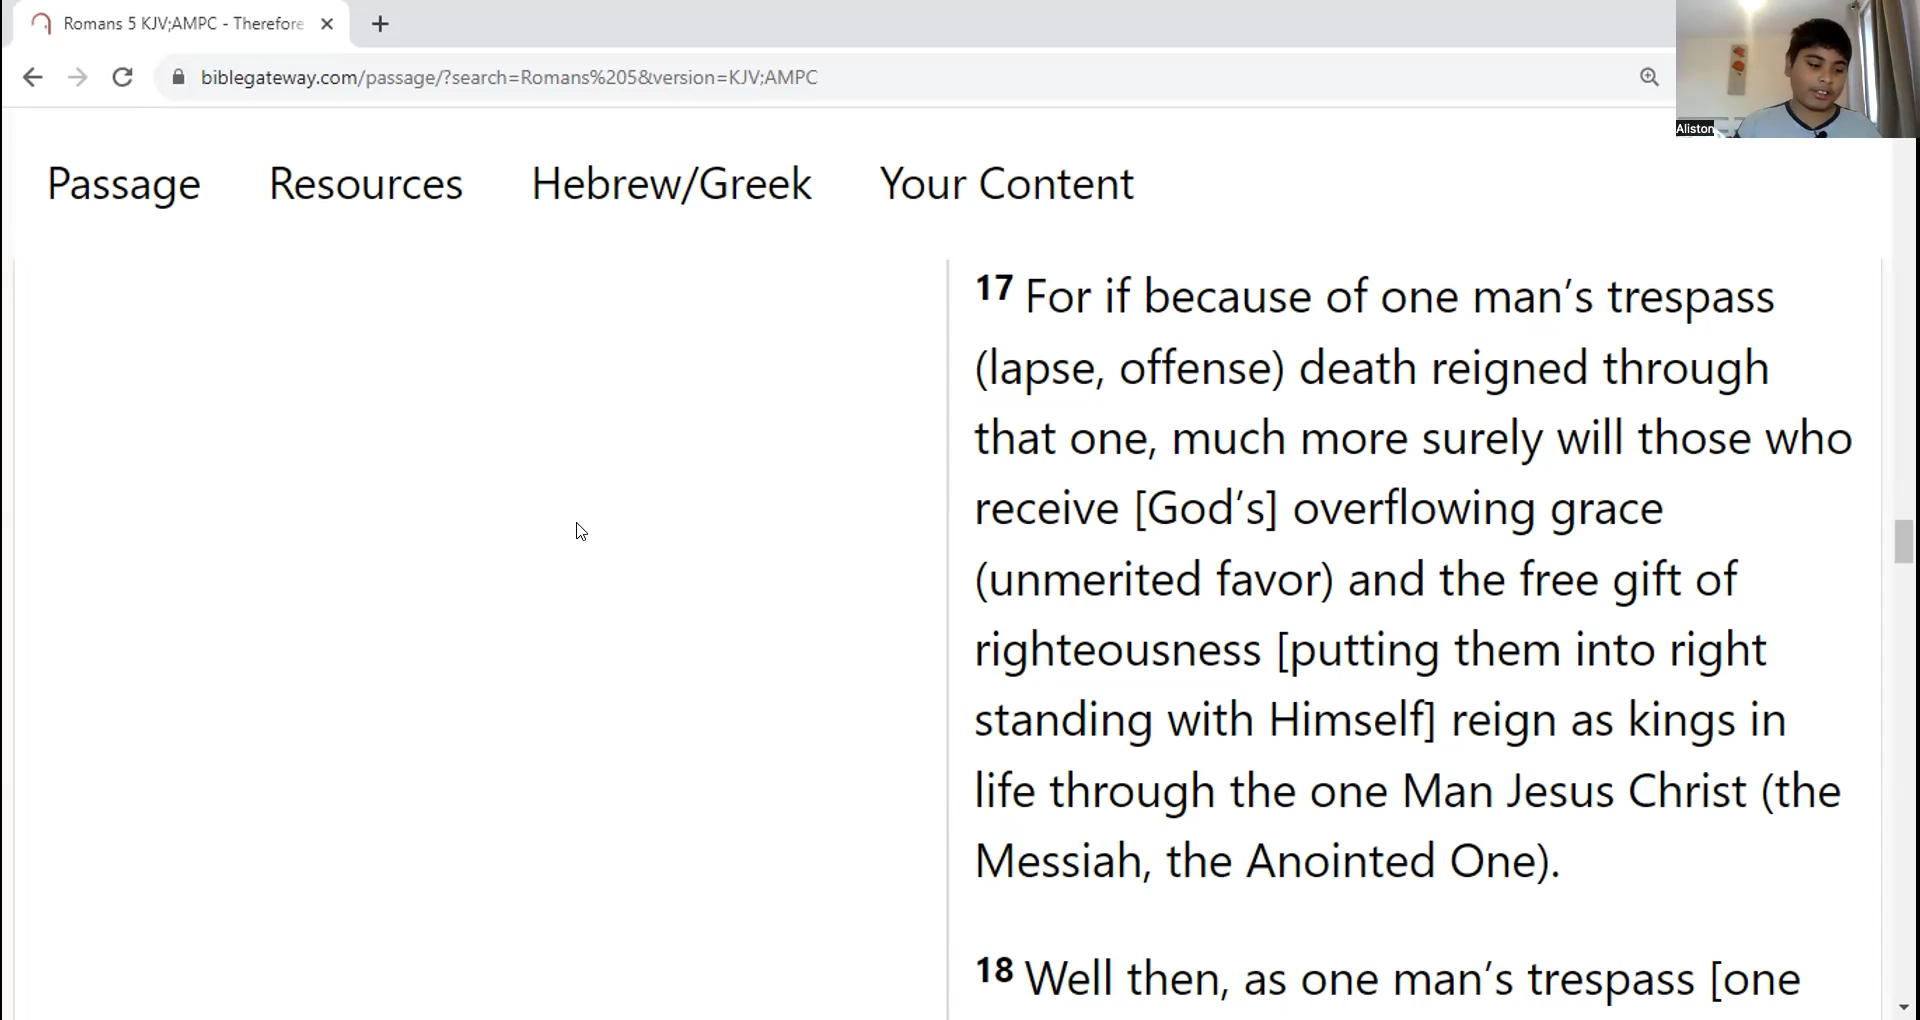 Romans 5 KJV;AMPC - Therefore
biblegateway.com/passage/?search=Romans%205&version=KJV;AMPC
Aliston
Passage Resources Hebrew/Greek Your Content
17 For if because of one man’s trespass
(lapse, offense) death reigned through
that one, much more surely will those who
receive [God’s] overflowing grace
(unmerited favor) and the free gift of
righteousness [putting them into right
standing with Himself] reign as kings in
life through the one Man Jesus Christ (the
Messiah, the Anointed One).
18 Well then, as one man’s trespass [one